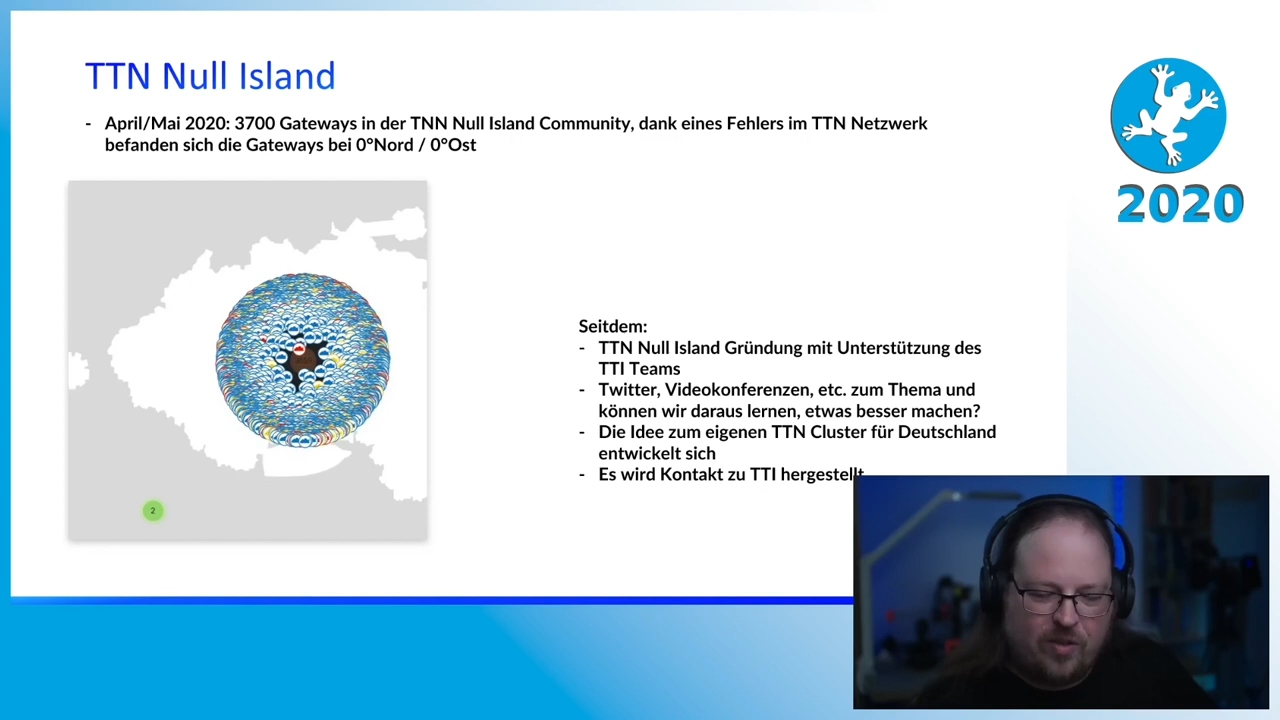 TTN Null Island
- April/Mai 2020: 3700 Gateways in der TNN Null Island Community, dank eines Fehlers im TTN Netzwerk
befanden sich die Gateways bei 0°Nord / 0°Ost
2020
Seitdem:
- TTN Null Island Gründung mit Unterstützung des
TTI Teams
- Twitter, Videokonferenzen, etc. zum Thema und
können wir daraus lernen, etwas besser machen?
- Die Idee zum eigenen TTN Cluster für Deutschland
entwickelt sich
- Es wird Kontakt zu TTI hergestellt
2